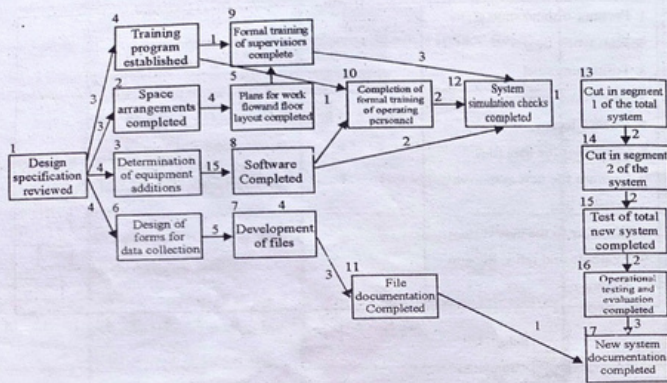 4
Training
program
established
1
9
Formal training
of supervisiors
complete
3
3
2
Space
arrangements
completed
4
5
Plans for work
flowand floor
layout completed
1
10
Completion of
formal training
of operating
personnel
2
12
System
simulation checks
completed
1
3
1
Design
specification
reviewed
4
3
Determination
of equipment
additions
15
8
Software
Completed
2
4
6
Design of
forms for
data collection
5
7
4
Development
of files
3
11
File
documentation
Completed
1
13
Cut in segment
1 of the total
system
2
14
Cut in segment
2 of the
system
2
15
Test of total
new system
completed
2
16
Operational
testing and
evaluation
completed
3
17
New system
documentation
completed